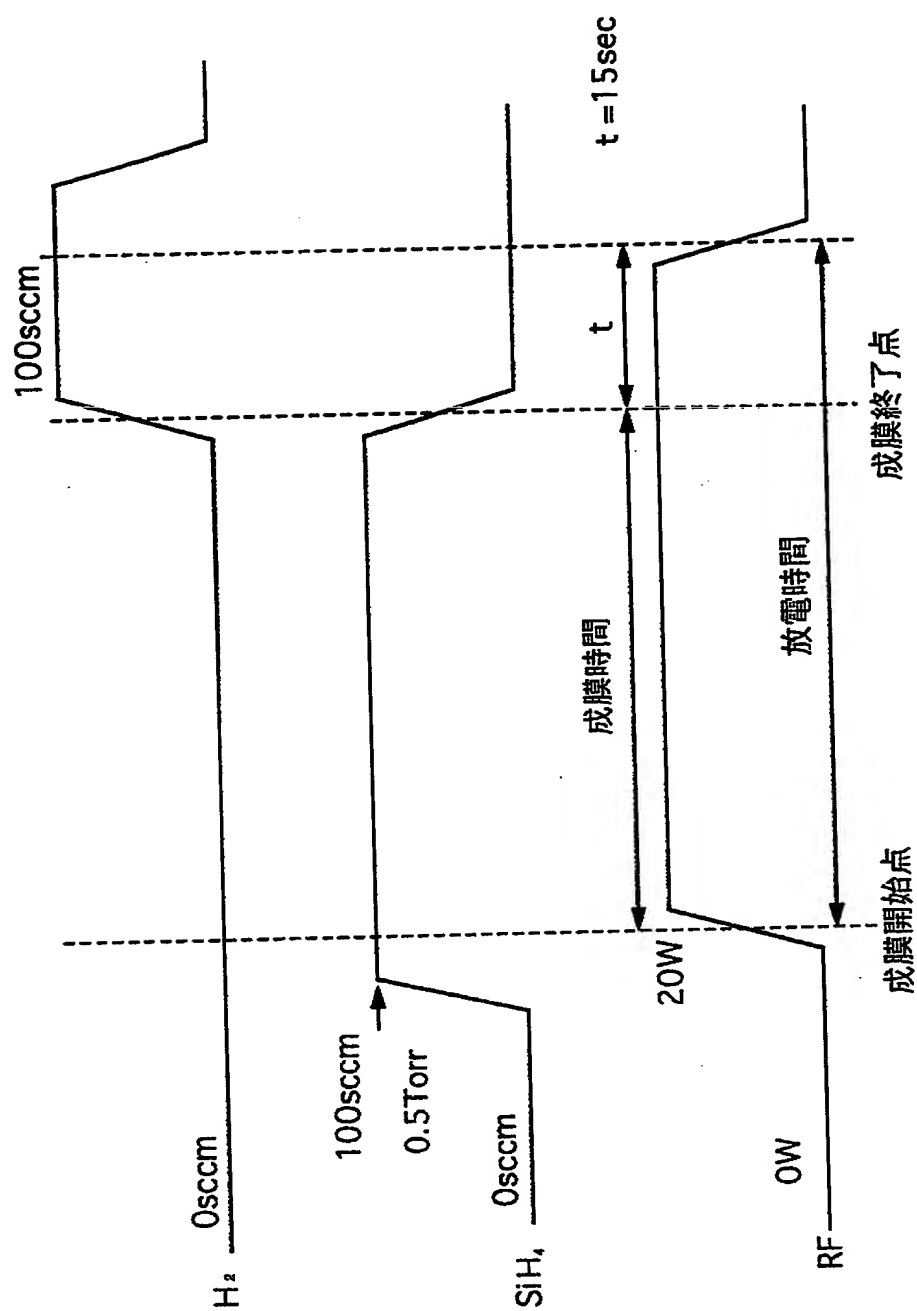 H₂
0sccm
100sccm
SiH₄
0sccm
100sccm
0.5Torr
t=15sec
成膜時間
t
RF
0W
20W
放電時間
成膜開始点
成膜終了点